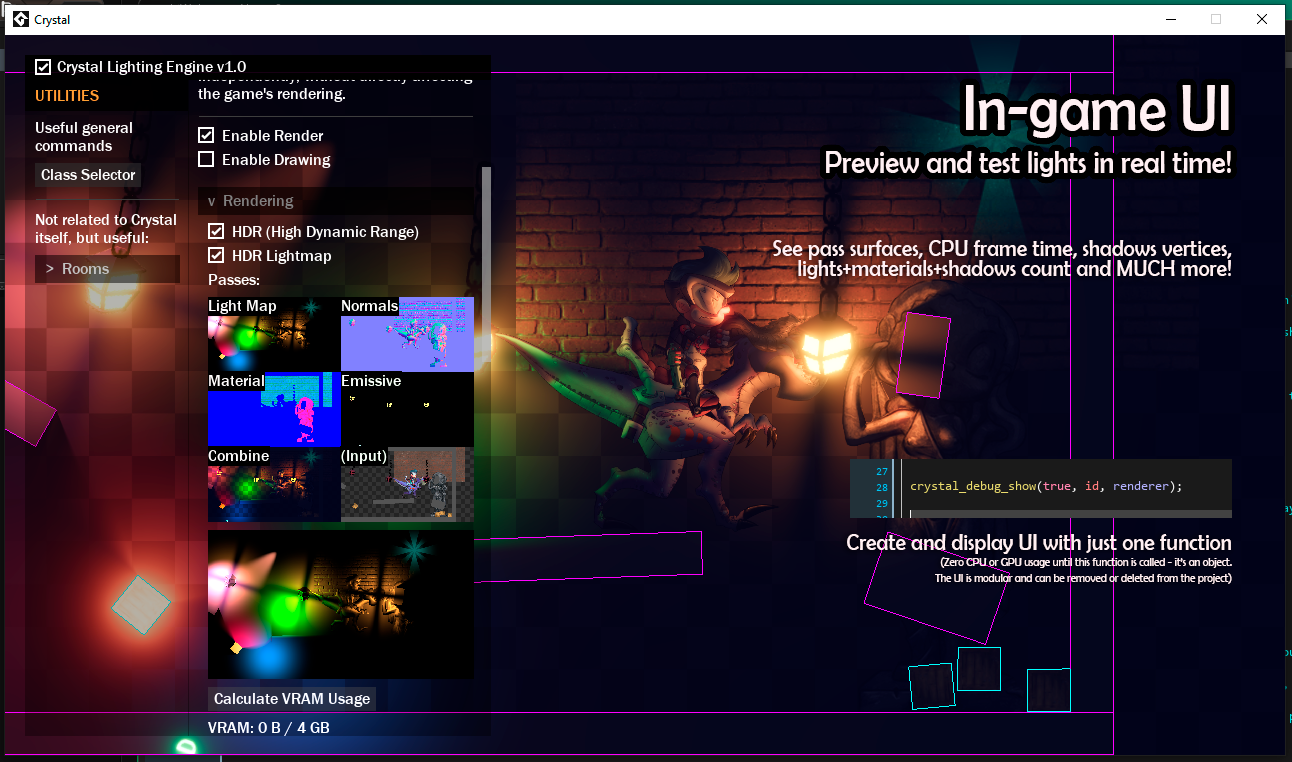 Crystal
Crystal Lighting Engine v1.0
UTILITIES
Useful general
commands
Class Selector
Not related to Crystal
itself, but useful:
> Rooms
independently, without directly affecting
the game's rendering.
Enable Render
Enable Drawing
v Rendering
HDR (High Dynamic Range)
HDR Lightmap
Passes:
Light Map
Normals
Material
Emissive
Combine
(Input)
Calculate VRAM Usage
VRAM: 0 B / 4 GB
In-game UI
Preview and test lights in real time!
See pass surfaces, CPU frame time, shadows vertices,
lights+materials+shadows count and MUCH more!
27
28 crystal_debug_show(true, id, renderer);
29
Create and display UI with just one function
(Zero CPU or GPU usage until this function is called - it's an object.
The UI is modular and can be removed or deleted from the project)